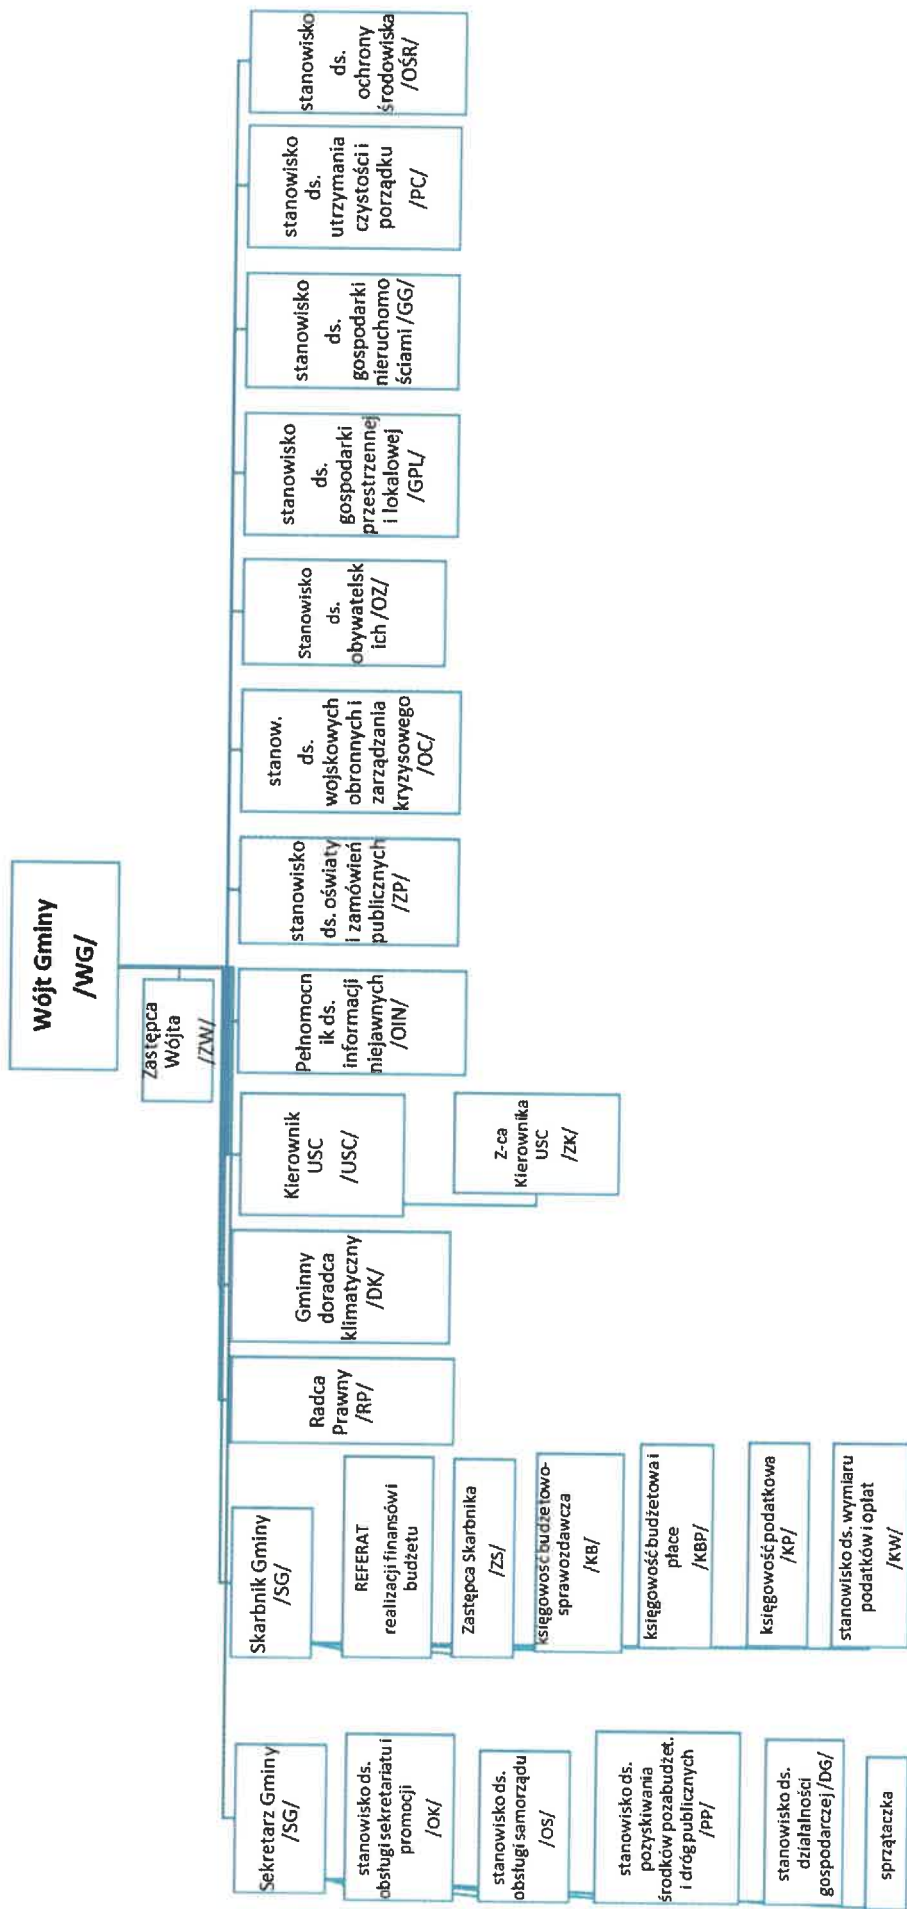 Wójt Gminy
/WG/
Zastępca
Wójta
/ZW/
Sekretarz Gminy
/SG/
stanowisko ds.
obsługi sekretariatu i
promocji
/OK/
stanowisko ds.
obsługi samorządu
/OS/
stanowisko ds.
pozyskiwania
środków pozabudżet.
i dróg publicznych
/PP/
stanowisko ds.
działalności
gospodarczej /DG/
sprzątaczka
Skarbnik Gminy
/SG/
REFERAT
realizacji finansów i
budżetu
Zastępca Skarbnika
/ZS/
księgowość budżetowo-
sprawozdawcza
/KB/
księgowość budżetowa i
płace
/KBP/
księgowość podatkowa
/KP/
stanowisko ds. wymiaru
podatków i opłat
/KW/
Radca
Prawny
/RP/
Gminny
doradca
klimatyczny
/DK/
Kierownik
USC
/USC/
Z-ca
Kierownika
USC
/ZK/
Pełnomocn
ik ds.
informacji
niejawnych
/OIN/
stanowisko
ds. oświaty
i zamówień
publicznych
/ZP/
stanow.
ds.
wojskowych
obronnych i
zarządzania
kryzysowego
/OC/
Stanowisko
ds.
obywatelsk
ich /OZ/
stanowisko
ds.
gospodarki
przestrzennej
i lokalowej
/GPL/
stanowisko
ds.
gospodarki
nieruchomo
ściami /GG/
stanowisko
ds.
utrzymania
czystości i
porządku
/PC/
stanowisko
ds.
ochrony
środowiska
/OŚR/